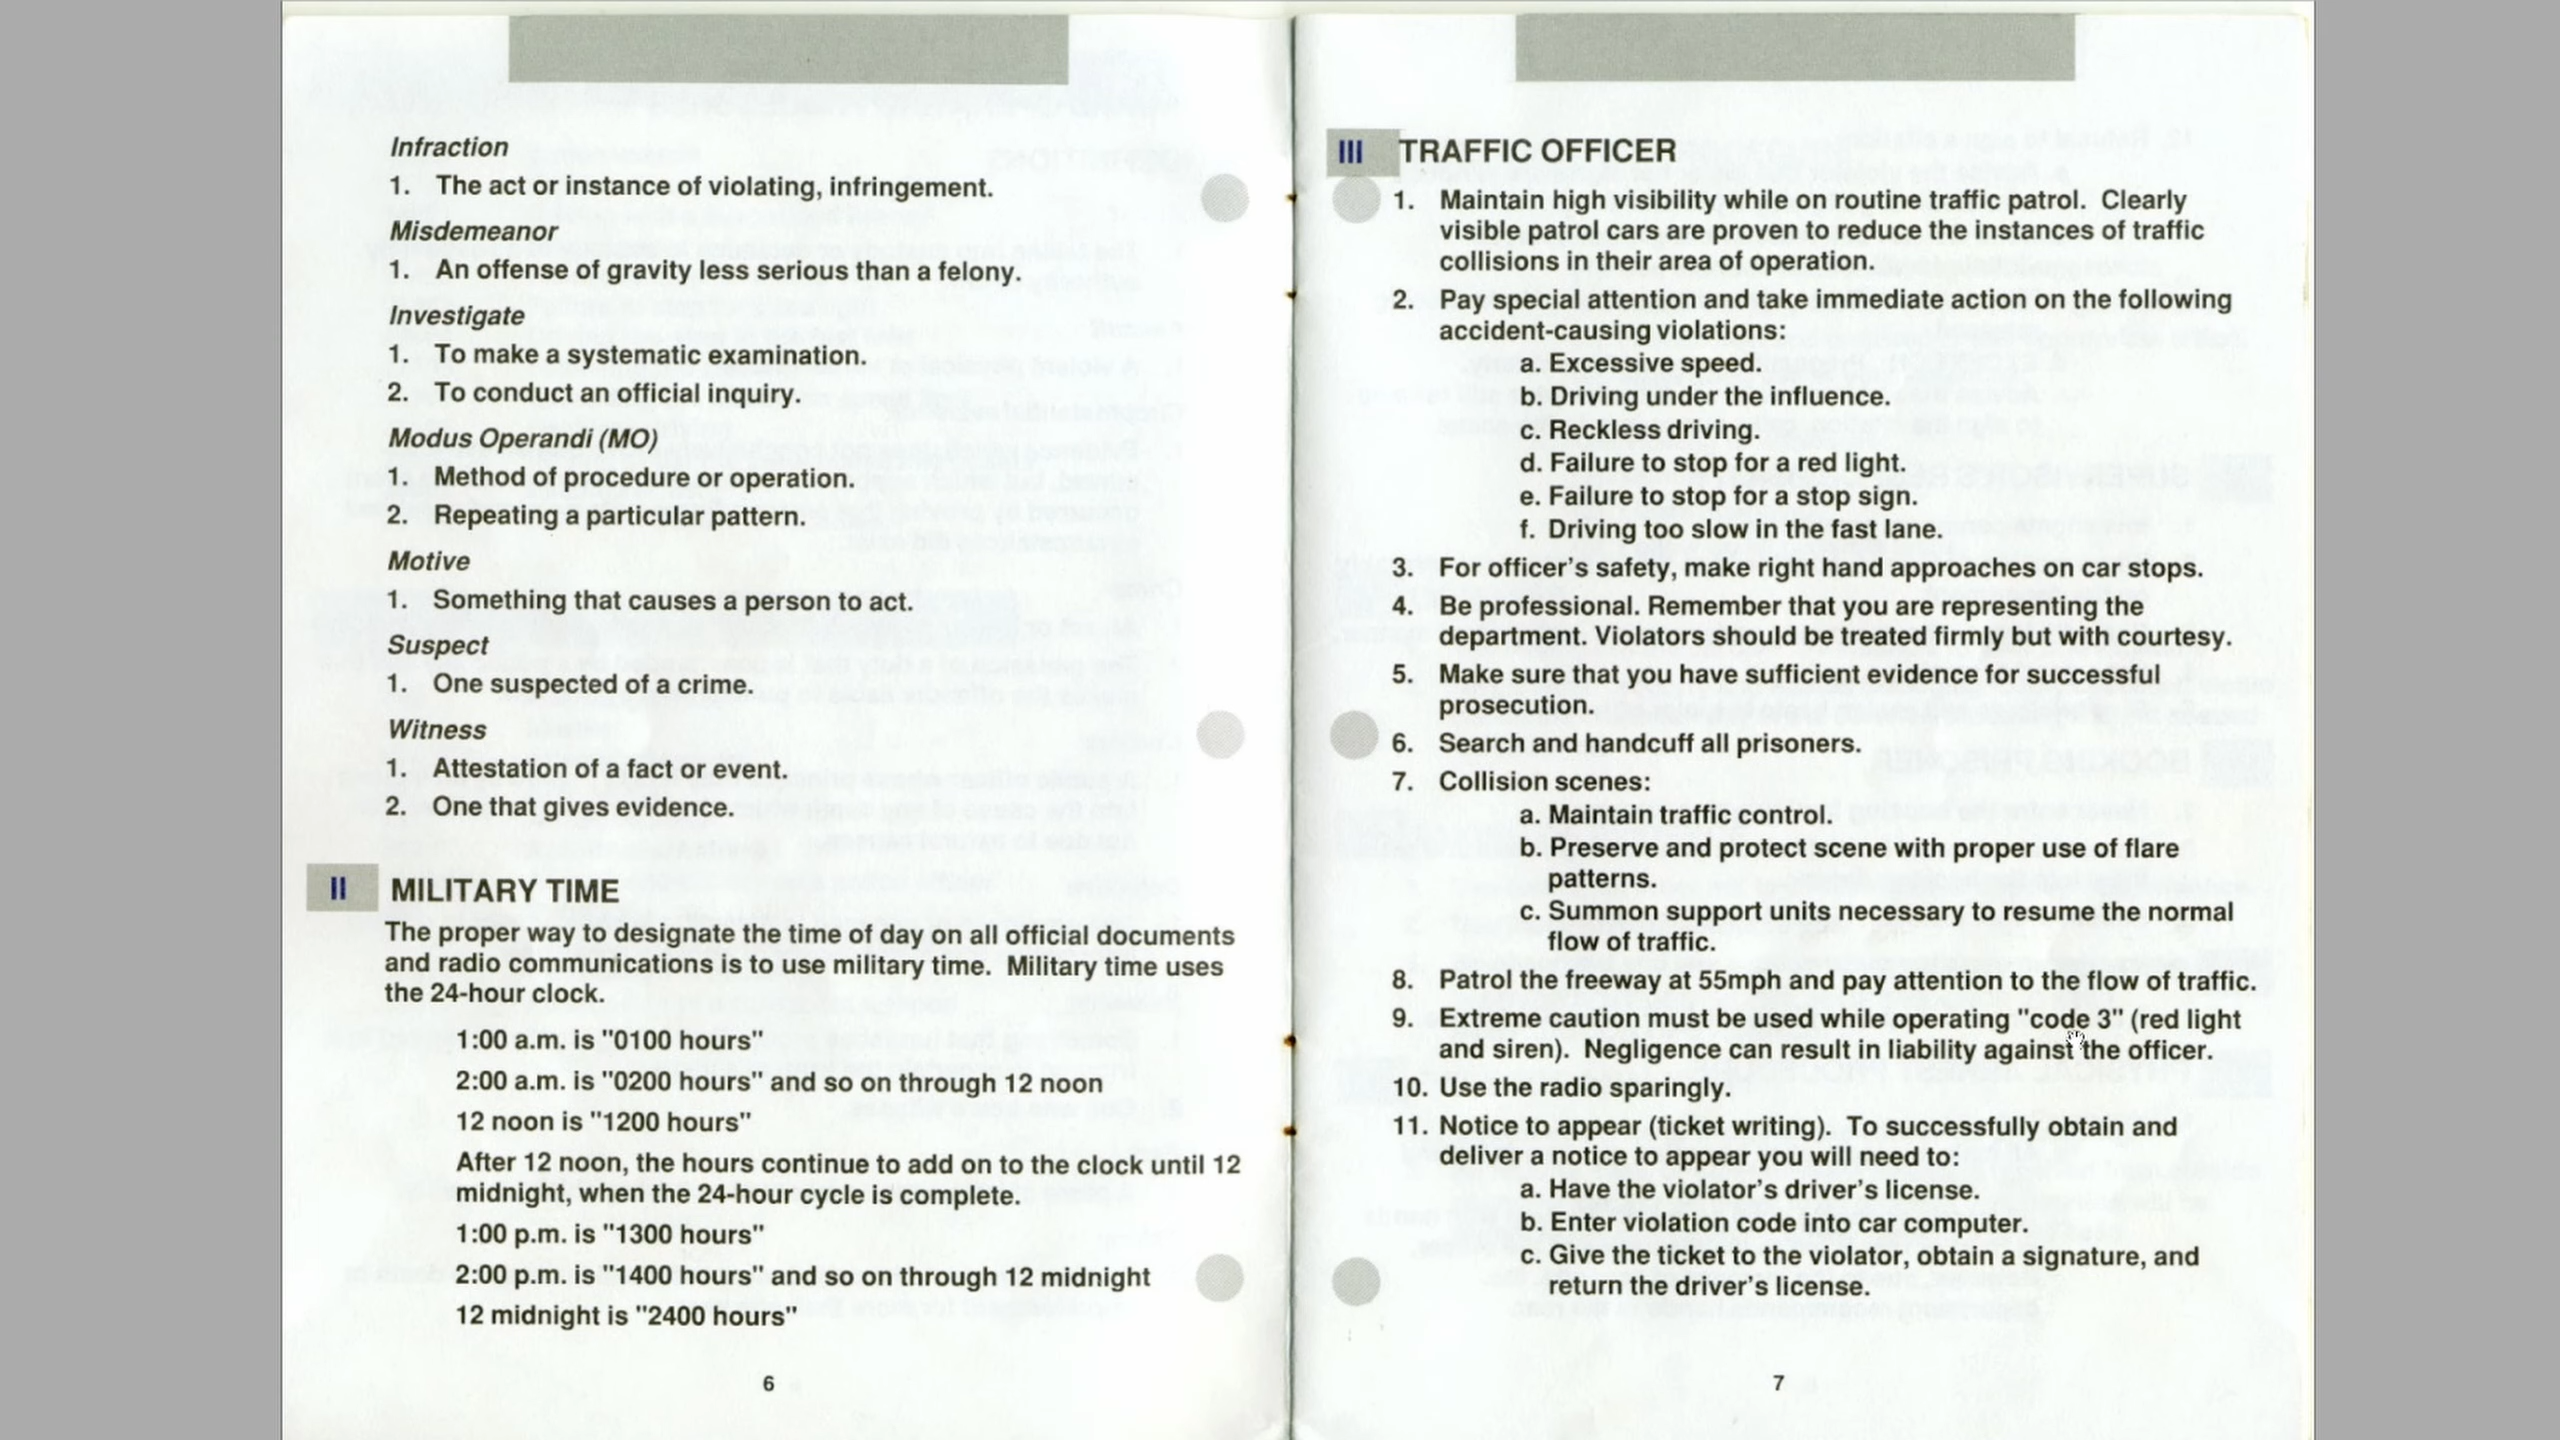 Infraction
1. The act or instance of violating, infringement.
Misdemeanor
1. An offense of gravity less serious than a felony.
Investigate
1. To make a systematic examination.
2. To conduct an official inquiry.
Modus Operandi (MO)
1. Method of procedure or operation.
2. Repeating a particular pattern.
Motive
1. Something that causes a person to act.
Suspect
1. One suspected of a crime.
Witness
1. Attestation of a fact or event.
2. One that gives evidence.
II MILITARY TIME
The proper way to designate the time of day on all official documents
and radio communications is to use military time. Military time uses
the 24-hour clock.
1:00 a.m. is "0100 hours"
2:00 a.m. is "0200 hours" and so on through 12 noon
12 noon is "1200 hours"
After 12 noon, the hours continue to add on to the clock until 12
midnight, when the 24-hour cycle is complete.
1:00 p.m. is "1300 hours"
2:00 p.m. is "1400 hours" and so on through 12 midnight
12 midnight is "2400 hours"
6
III TRAFFIC OFFICER
1. Maintain high visibility while on routine traffic patrol. Clearly
visible patrol cars are proven to reduce the instances of traffic
collisions in their area of operation.
2. Pay special attention and take immediate action on the following
accident-causing violations:
a. Excessive speed.
b. Driving under the influence.
c. Reckless driving.
d. Failure to stop for a red light.
e. Failure to stop for a stop sign.
f. Driving too slow in the fast lane.
3. For officer's safety, make right hand approaches on car stops.
4. Be professional. Remember that you are representing the
department. Violators should be treated firmly but with courtesy.
5. Make sure that you have sufficient evidence for successful
prosecution.
6. Search and handcuff all prisoners.
7. Collision scenes:
a. Maintain traffic control.
b. Preserve and protect scene with proper use of flare
patterns.
c. Summon support units necessary to resume the normal
flow of traffic.
8. Patrol the freeway at 55mph and pay attention to the flow of traffic.
9. Extreme caution must be used while operating "code 3" (red light
and siren). Negligence can result in liability against the officer.
10. Use the radio sparingly.
11. Notice to appear (ticket writing). To successfully obtain and
deliver a notice to appear you will need to:
a. Have the violator's driver's license.
b. Enter violation code into car computer.
c. Give the ticket to the violator, obtain a signature, and
return the driver's license.
7